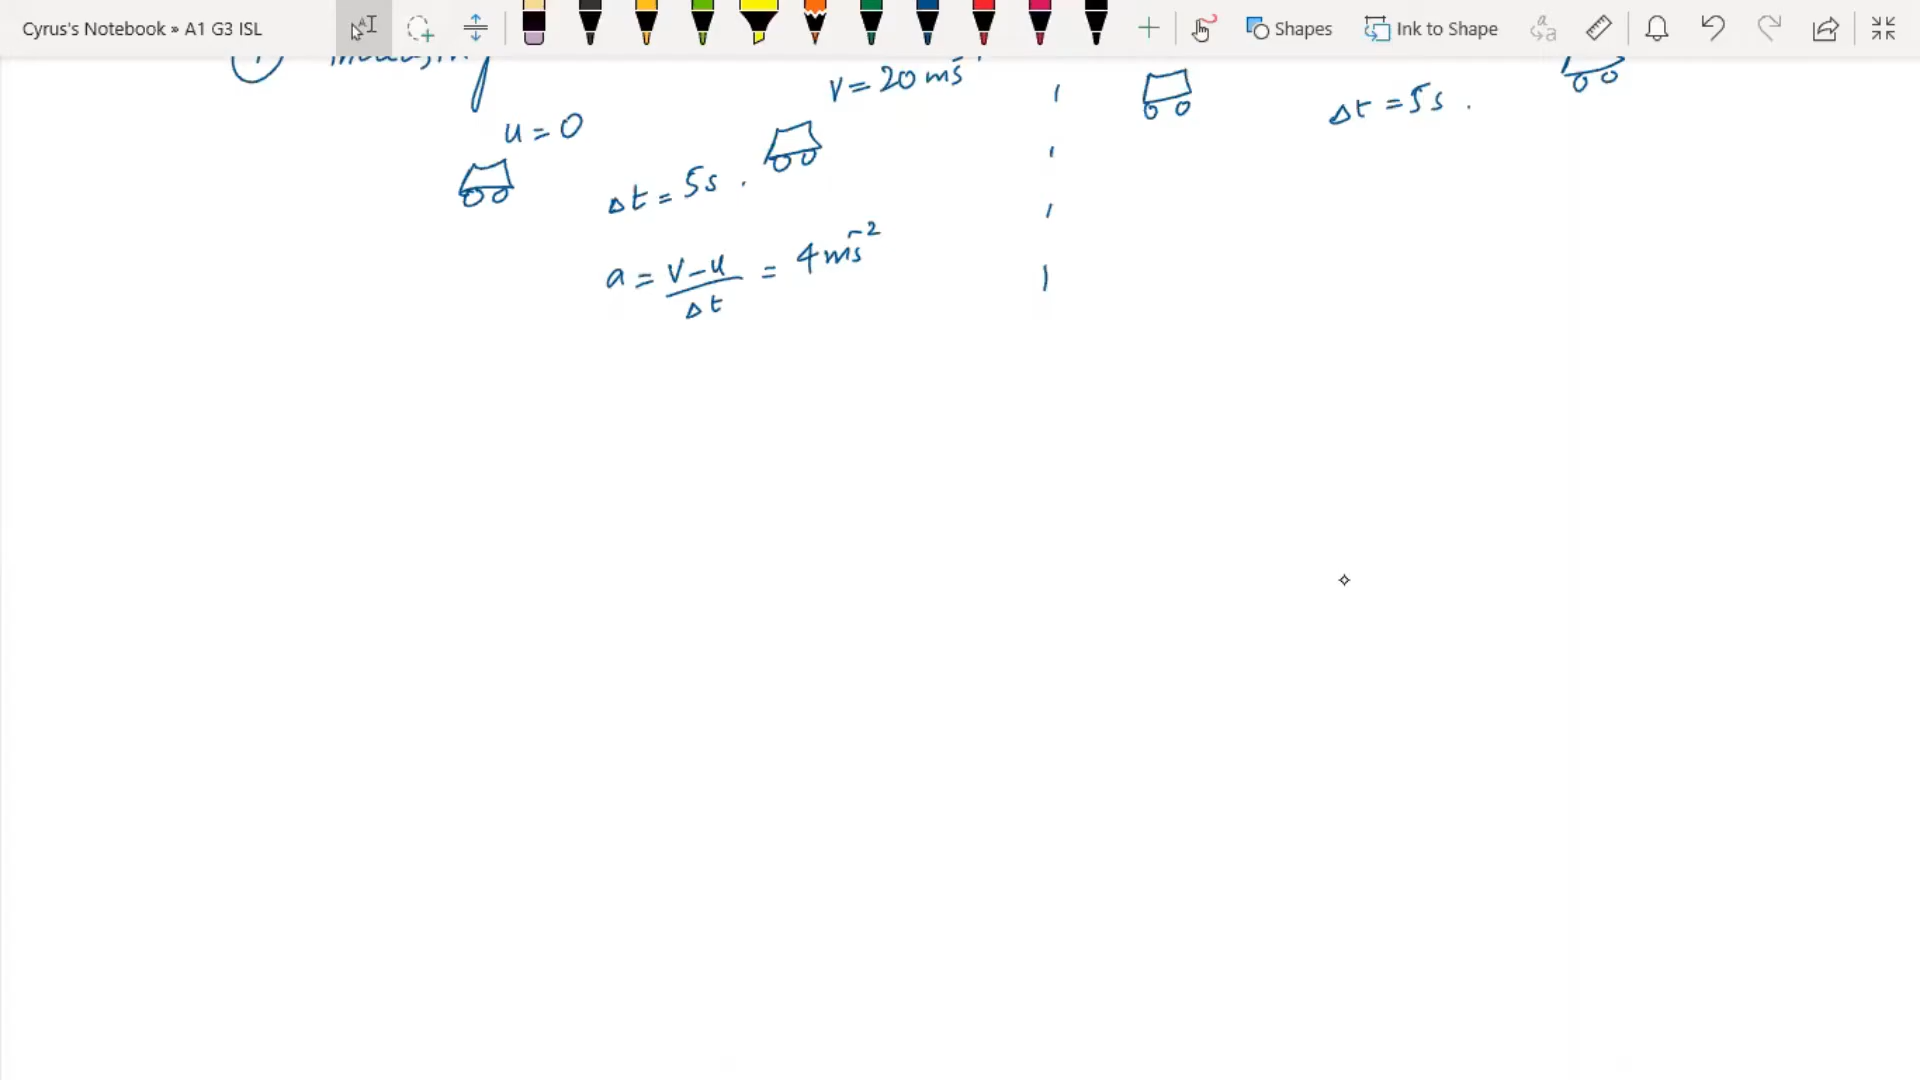 Cyrus's Notebook » A1 G3 ISL
Shapes
Ink to Shape
v = 20 ms⁻¹
u = 0
Δt = 5s .
a = v – u / Δt = 4 ms⁻²
Δt = 5s .